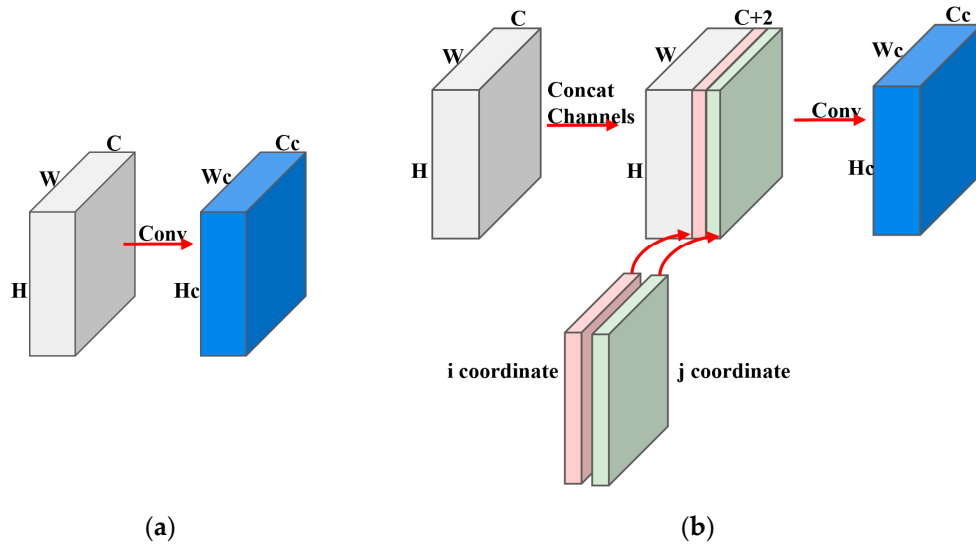 C
W
H
Conv
Cc
Wc
Hc
(a)
C
W
H
Concat
Channels
C+2
W
H
i coordinate
j coordinate
Conv
Cc
Wc
Hc
(b)